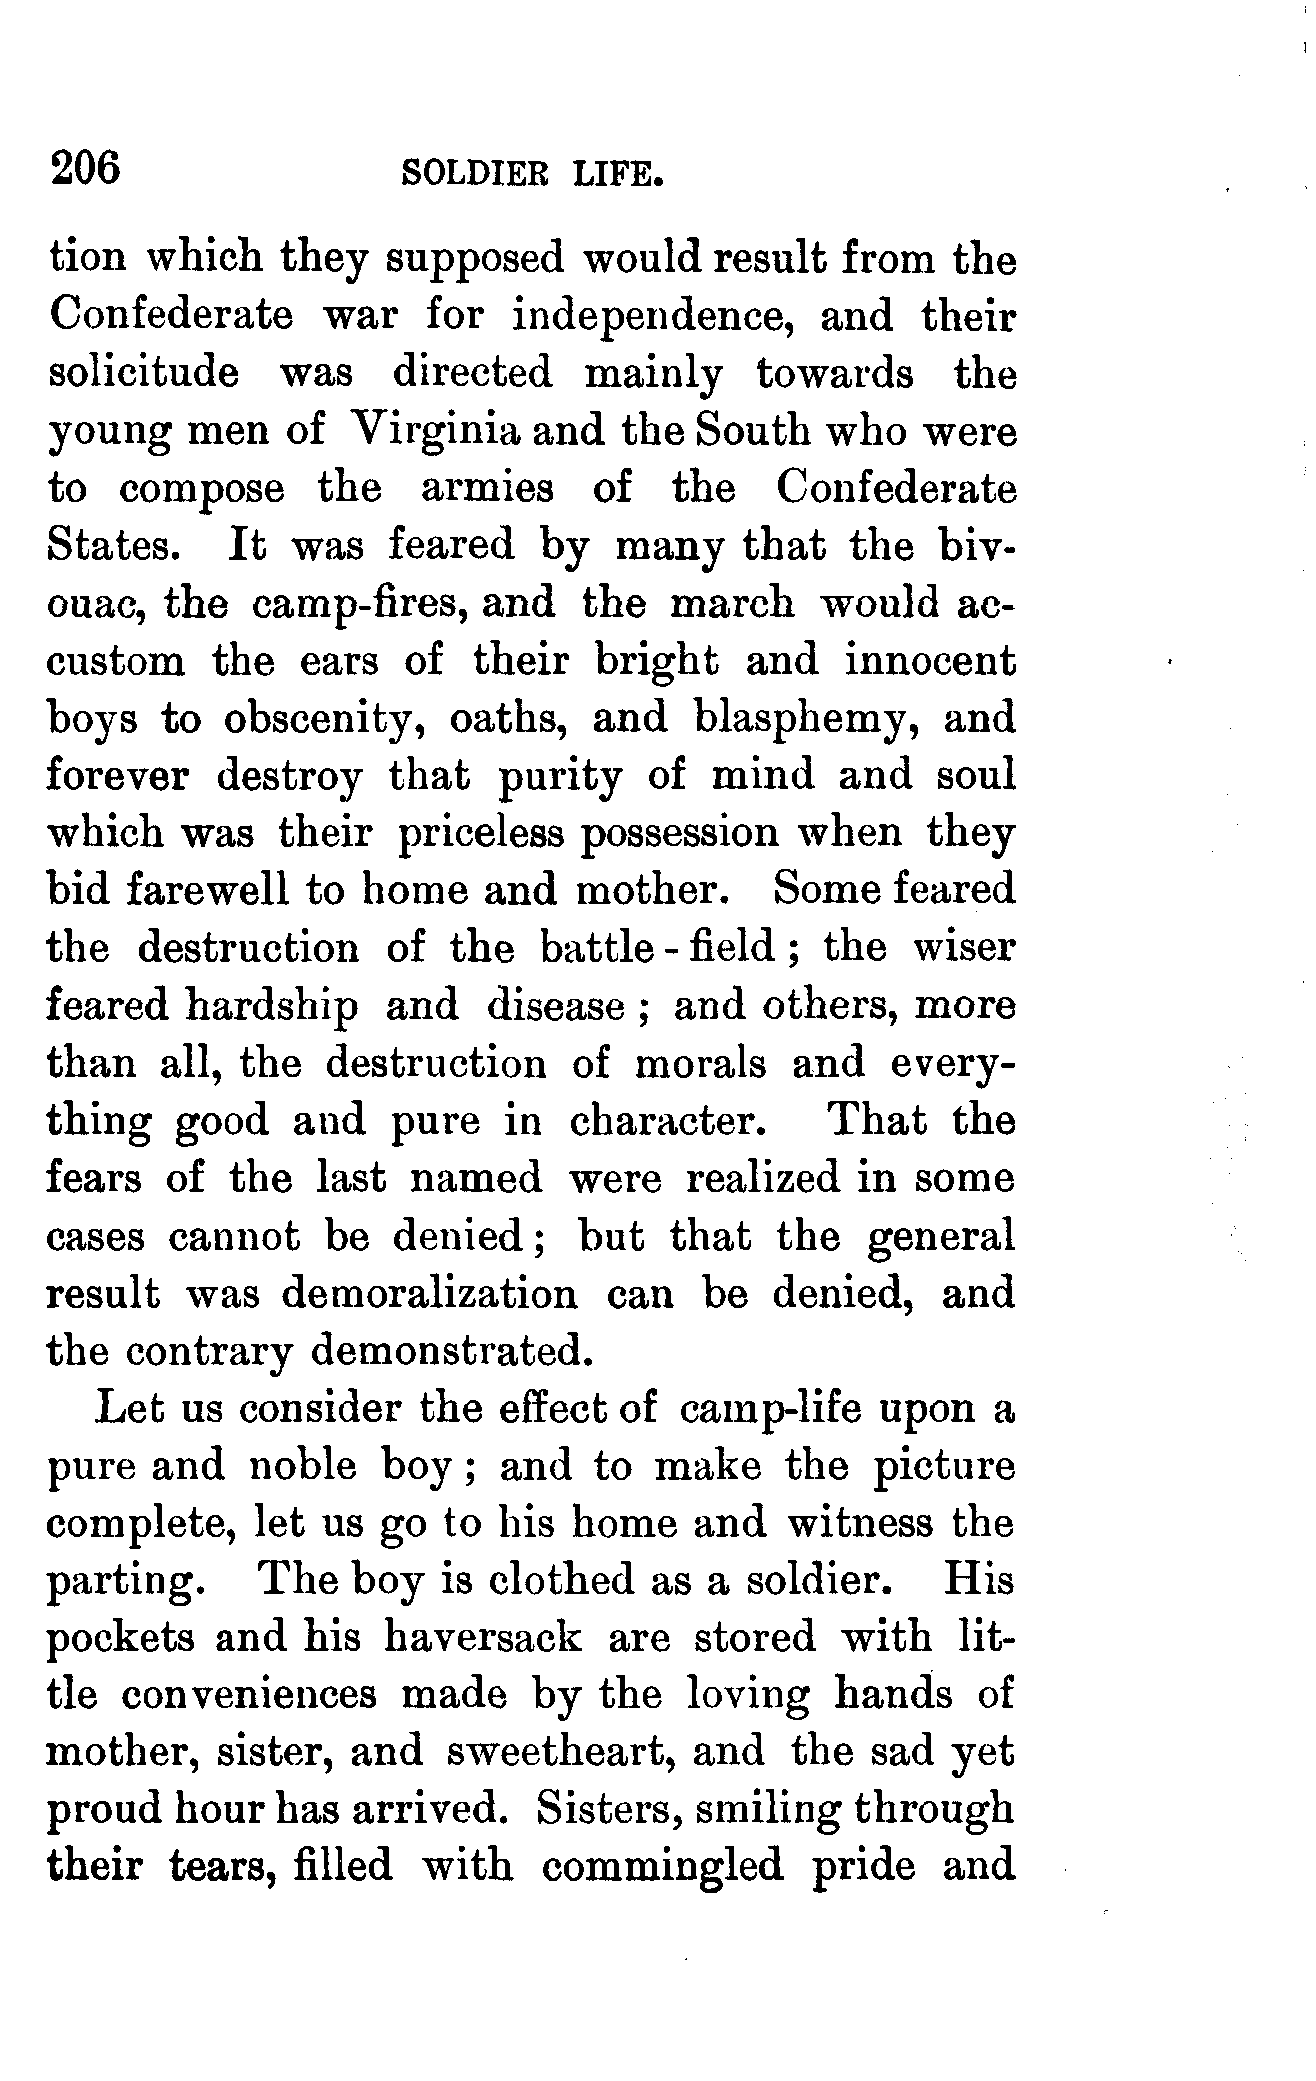 206 SOLDIER LIFE.
tion which they supposed would result from the
Confederate war for independence, and their
solicitude was directed mainly towards the
young men of Virginia and the South who were
to compose the armies of the Confederate
States. It was feared by many that the biv-
ouac, the camp-fires, and the march would ac-
custom the ears of their bright and innocent
boys to obscenity, oaths, and blasphemy, and
forever destroy that purity of mind and soul
which was their priceless possession when they
bid farewell to home and mother. Some feared
the destruction of the battle-field; the wiser
feared hardship and disease; and others, more
than all, the destruction of morals and every-
thing good and pure in character. That the
fears of the last named were realized in some
cases cannot be denied; but that the general
result was demoralization can be denied, and
the contrary demonstrated.
Let us consider the effect of camp-life upon a
pure and noble boy; and to make the picture
complete, let us go to his home and witness the
parting. The boy is clothed as a soldier. His
pockets and his haversack are stored with lit-
tle conveniences made by the loving hands of
mother, sister, and sweetheart, and the sad yet
proud hour has arrived. Sisters, smiling through
their tears, filled with commingled pride and